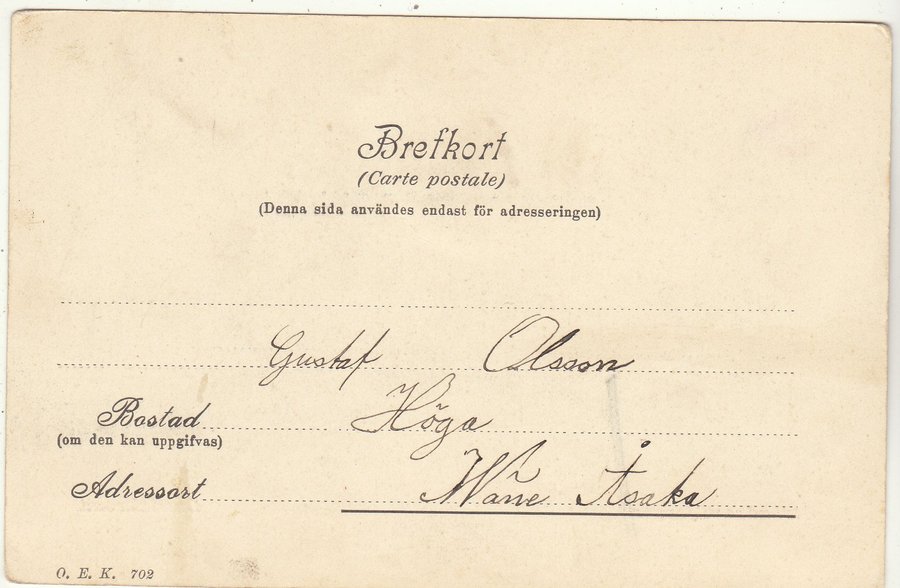 Brefkort
(Carte postale)
(Denna sida användes endast för adresseringen)
Gustaf Olsson
Bostad Höga
(om den kan uppgifvas)
Adressort Wäne Åsaka
O. E. K. 702